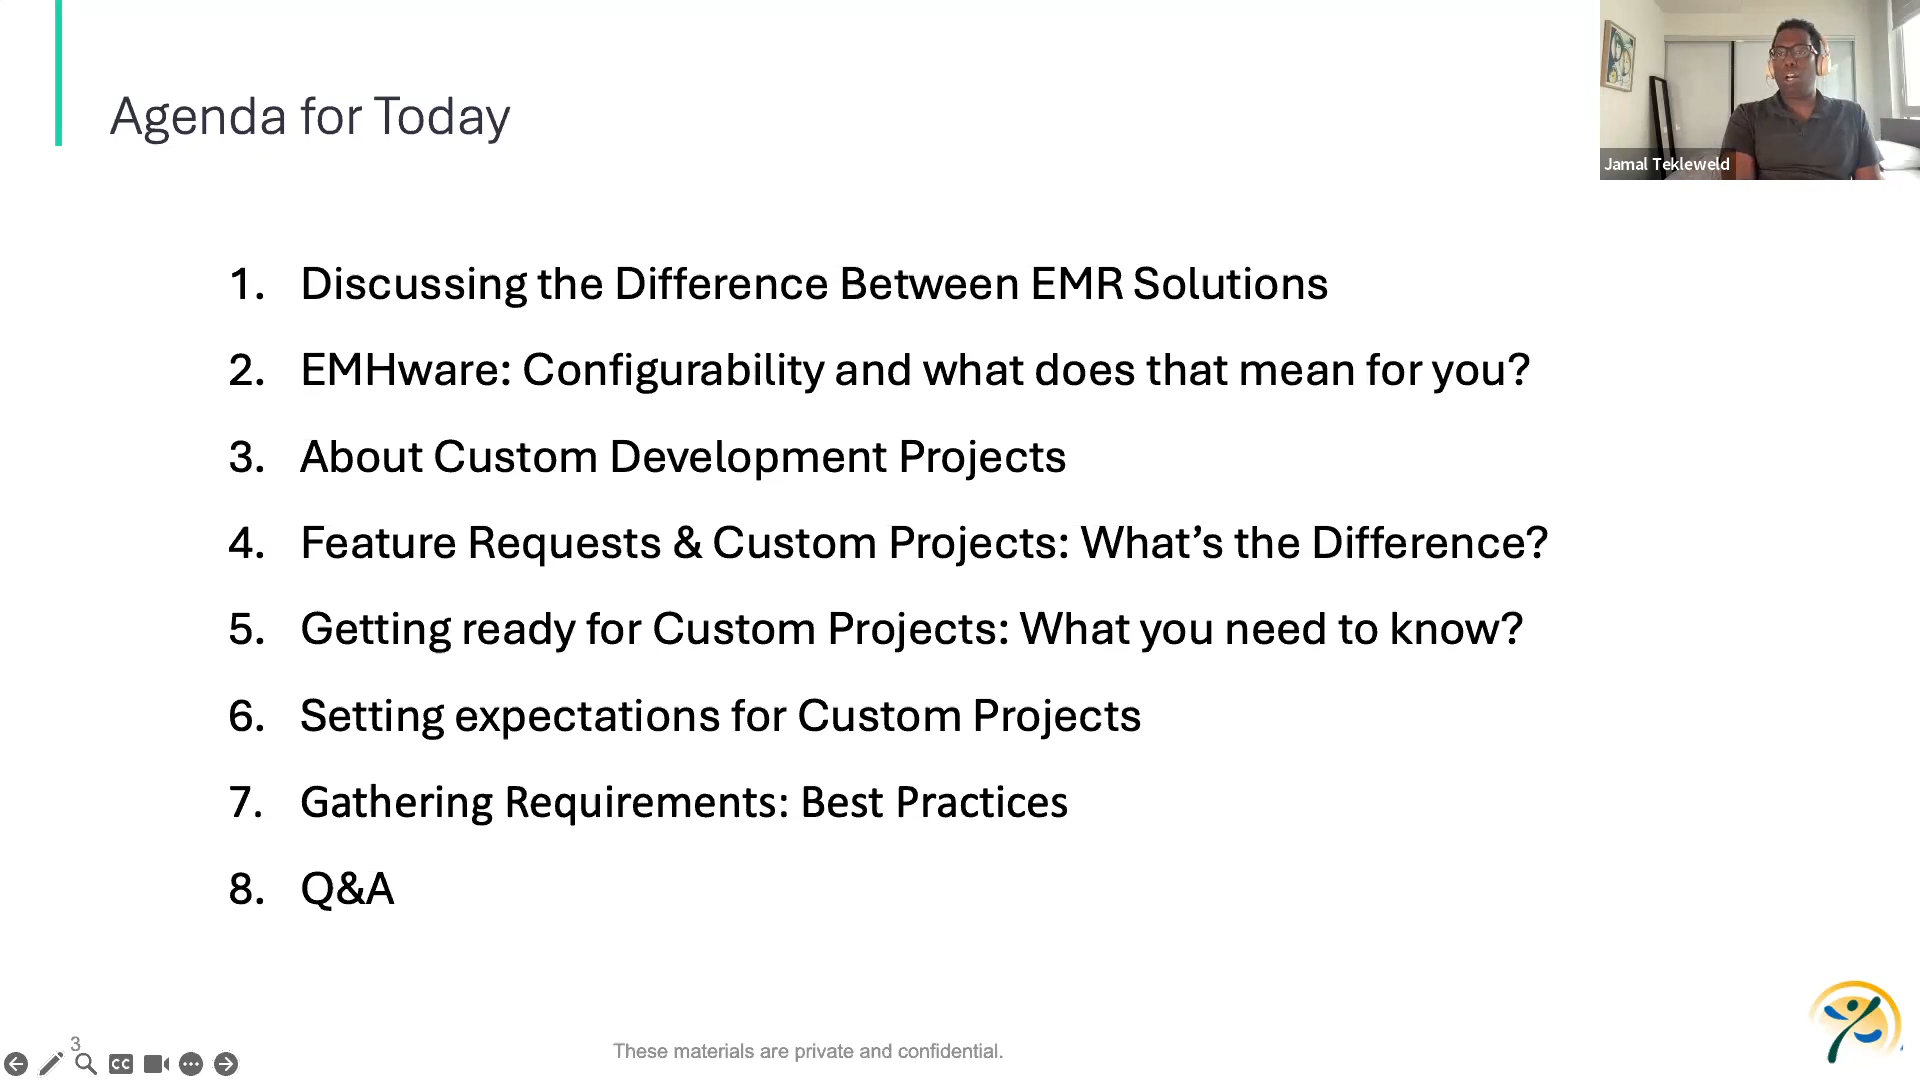 Agenda for Today
Jamal Tekleweld
1. Discussing the Difference Between EMR Solutions
2. EMHware: Configurability and what does that mean for you?
3. About Custom Development Projects
4. Feature Requests & Custom Projects: What’s the Difference?
5. Getting ready for Custom Projects: What you need to know?
6. Setting expectations for Custom Projects
7. Gathering Requirements: Best Practices
8. Q&A
3
CC
These materials are private and confidential.